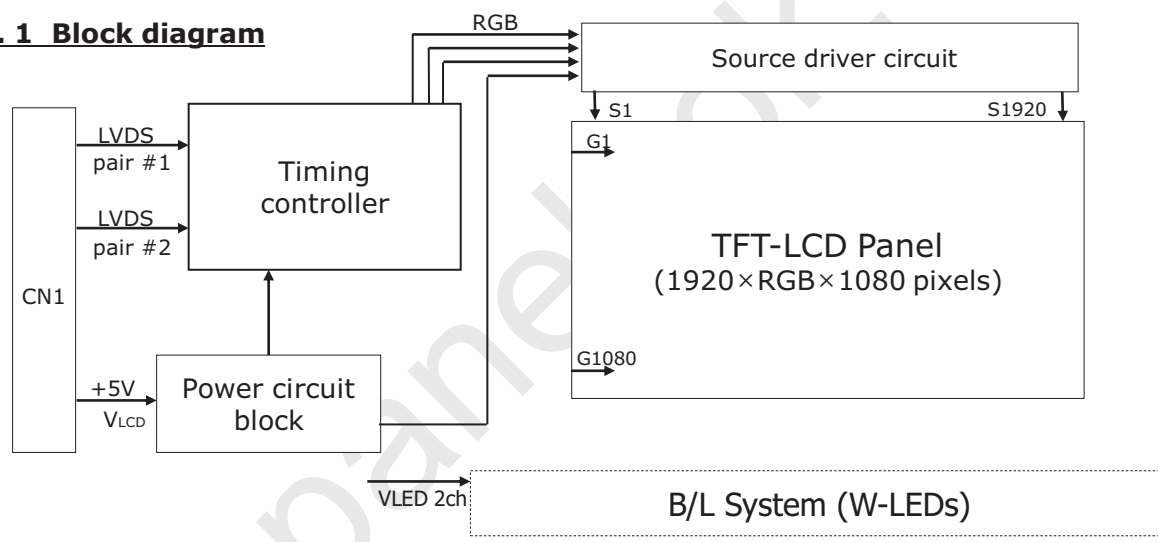 . 1 Block diagram
RGB
Source driver circuit
S1
S1920
CN1
LVDS
pair #1
LVDS
pair #2
Timing
controller
G1
TFT-LCD Panel
(1920×RGB×1080 pixels)
G1080
+5V
VLCD
Power circuit
block
VLED 2ch
B/L System (W-LEDs)